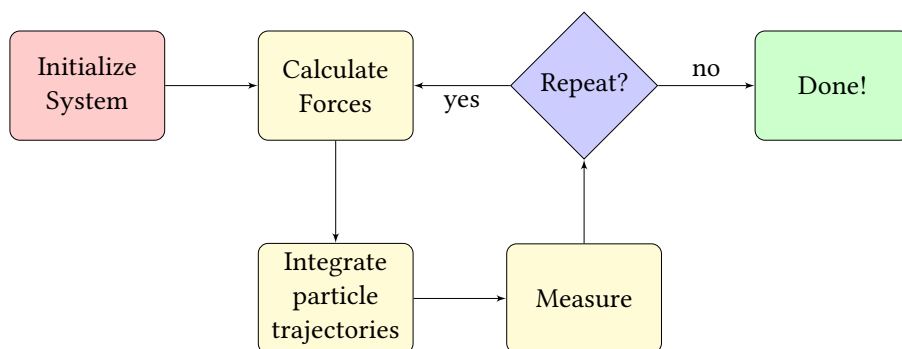 Initialize
System
Calculate
Forces
yes
Repeat?
no
Done!
Integrate
particle
trajectories
Measure